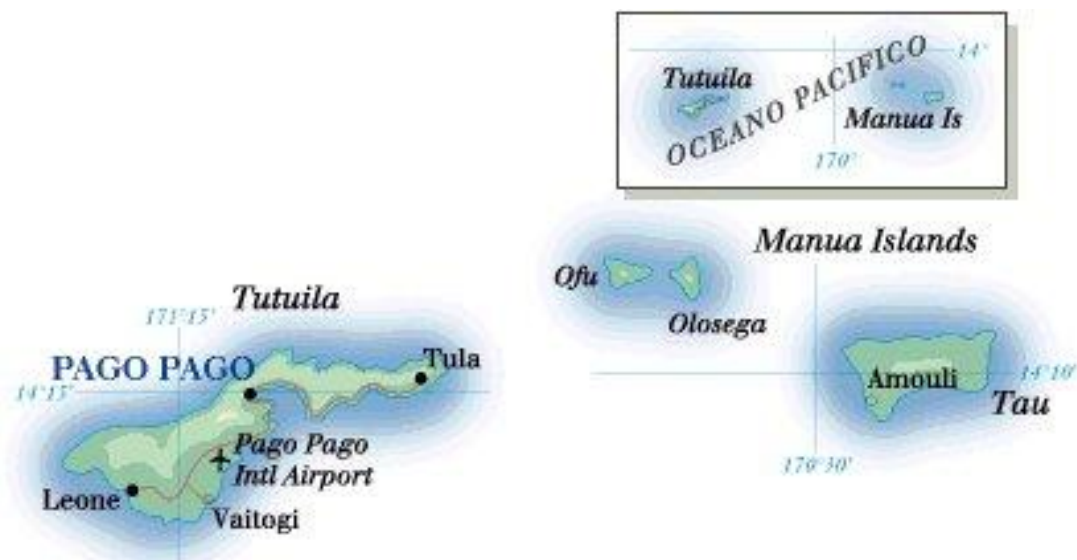 Tutuila
OCEANO PACIFICO
14°
Manua Is
170°
Manua Islands
Ofu
Olosega
Amouli
14°10'
Tau
170°30'
Tutuila
171°15'
PAGO PAGO
Tula
14°15'
Pago Pago
Intl Airport
Leone
Vaitogi